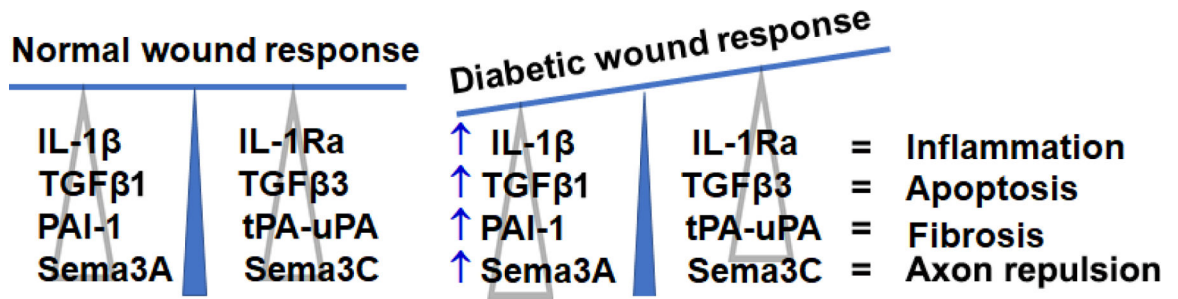 Normal wound response
IL-1β IL-1Ra
TGFβ1 TGFβ3
PAI-1 tPA-uPA
Sema3A Sema3C
Diabetic wound response
↑ IL-1β IL-1Ra = Inflammation
↑ TGFβ1 TGFβ3 = Apoptosis
↑ PAI-1 tPA-uPA = Fibrosis
↑ Sema3A Sema3C = Axon repulsion